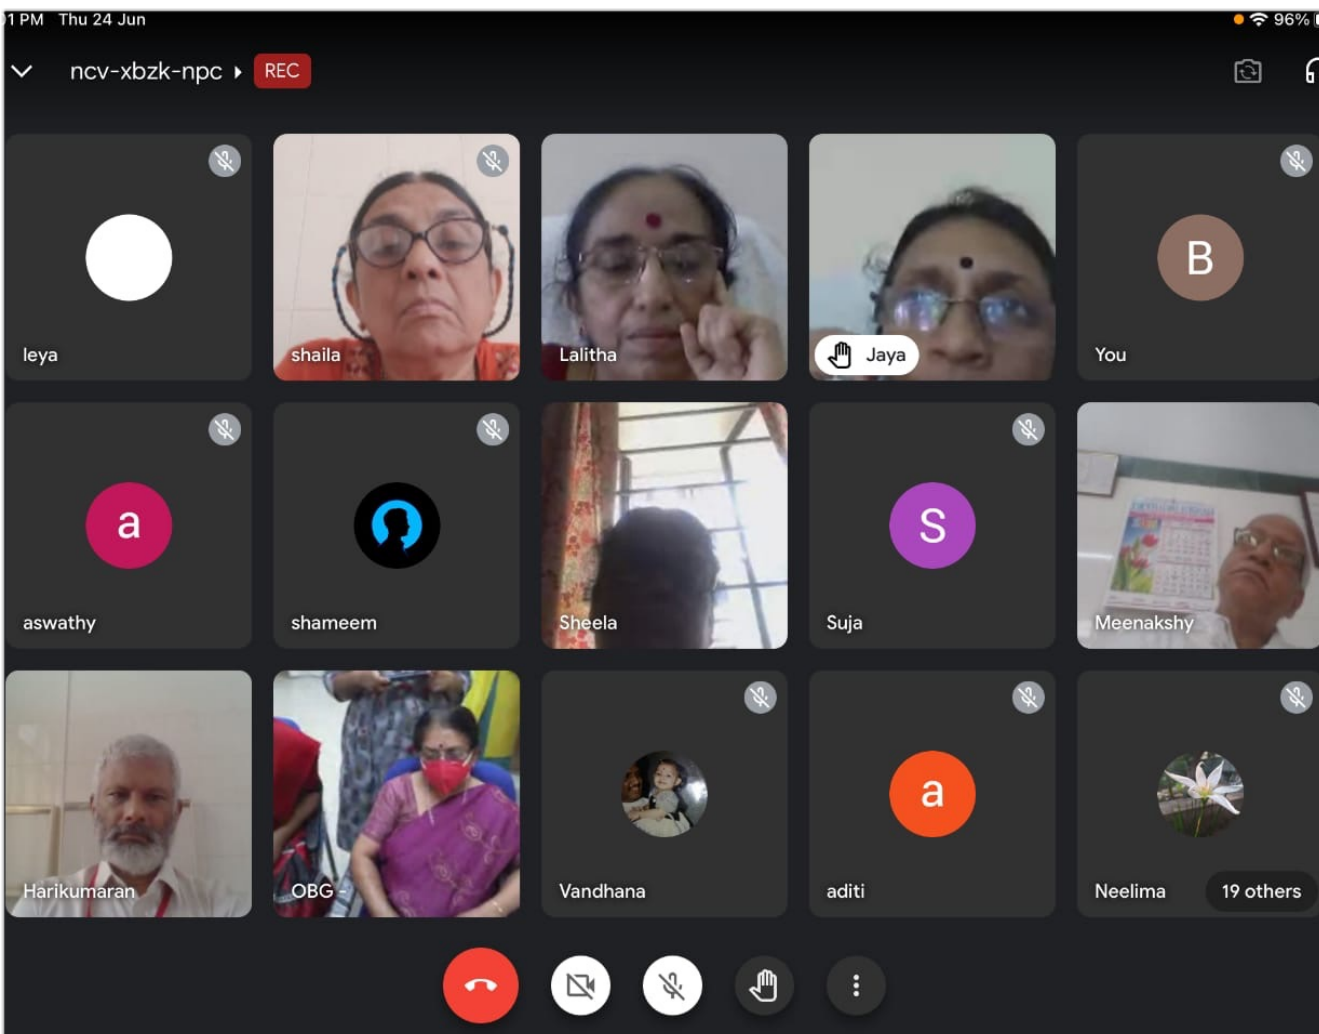 1 PM Thu 24 Jun
96%
ncv-xbzk-npc
REC
leya
shaila
Lalitha
Jaya
B
You
a
aswathy
shameem
Sheela
S
Suja
Meenakshy
Harikumaran
OBG -
Vandhana
a
aditi
Neelima
19 others